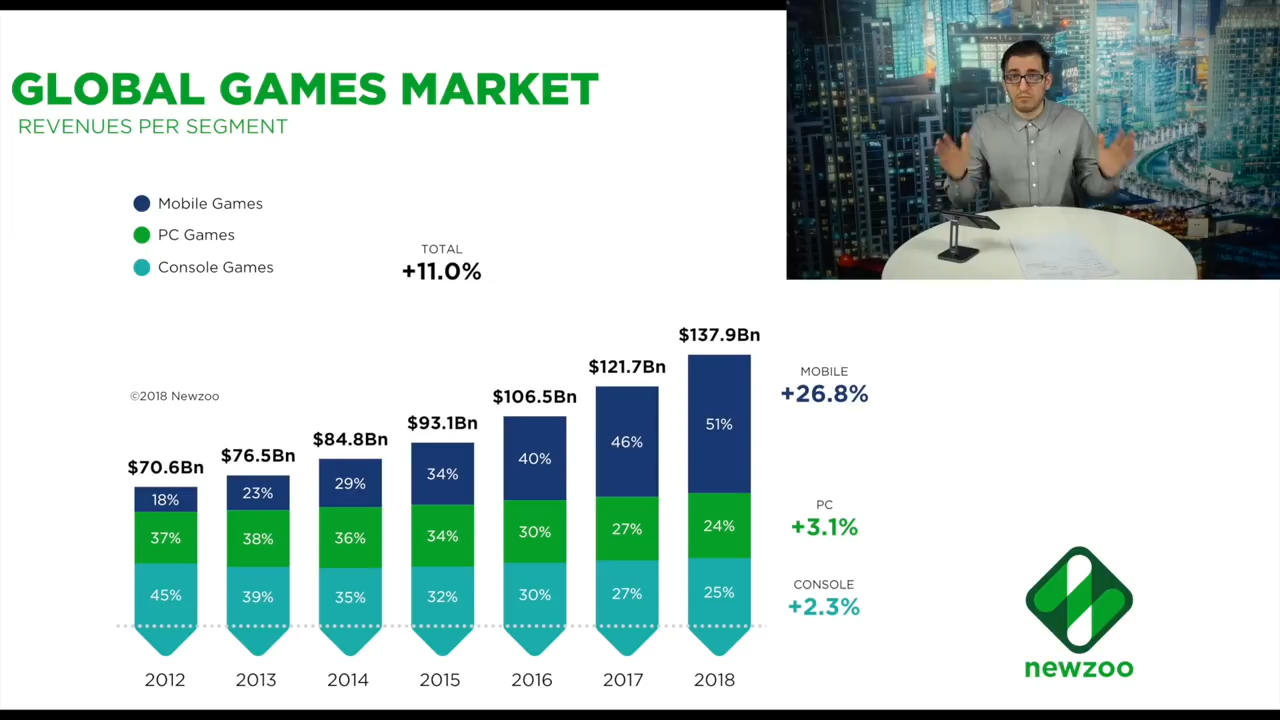 GLOBAL GAMES MARKET
REVENUES PER SEGMENT
Mobile Games
PC Games
Console Games
TOTAL
+11.0%
©2018 Newzoo
$70.6Bn
$76.5Bn
$84.8Bn
$93.1Bn
$106.5Bn
$121.7Bn
$137.9Bn
18%
23%
29%
34%
40%
46%
51%
37%
38%
36%
34%
30%
27%
24%
45%
39%
35%
32%
30%
27%
25%
MOBILE
+26.8%
PC
+3.1%
CONSOLE
+2.3%
2012
2013
2014
2015
2016
2017
2018
newzoo